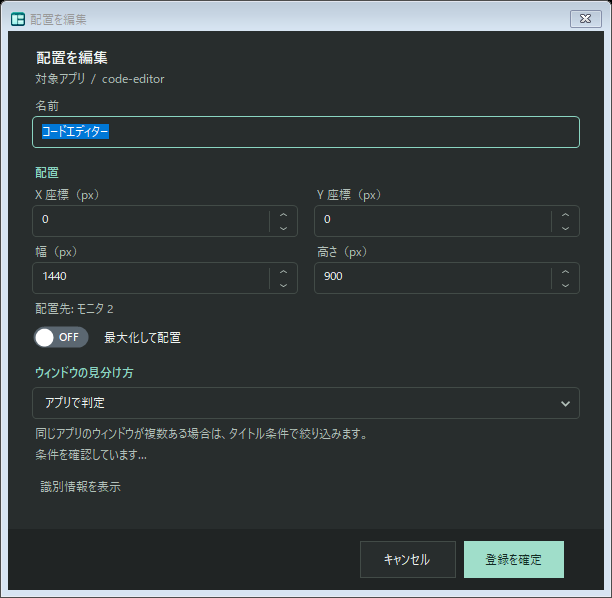 配置を編集
配置を編集
対象アプリ / code-editor
名前
コードエディター
配置
X 座標（px）
Y 座標（px）
0
0
幅（px）
高さ（px）
1440
900
配置先: モニタ 2
OFF
最大化して配置
ウィンドウの見分け方
アプリで判定
同じアプリのウィンドウが複数ある場合は、タイトル条件で絞り込みます。
条件を確認しています...
識別情報を表示
キャンセル
登録を確定